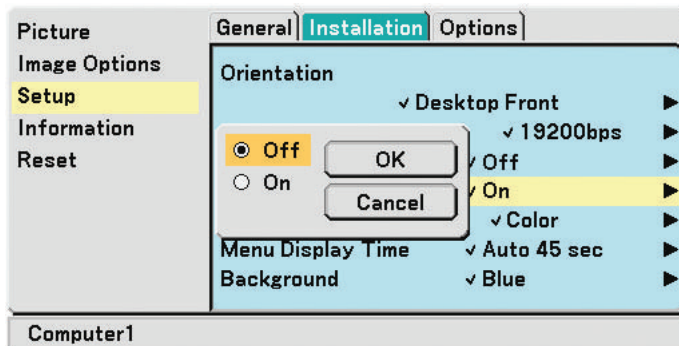 Picture
Image Options
Setup
Information
Reset
General Installation Options
Orientation
✓ Desktop Front
✓ 19200bps
✓ Off
✓ On
✓ Color
Menu Display Time ✓ Auto 45 sec
Background ✓ Blue
Off
On
OK
Cancel
Computer1